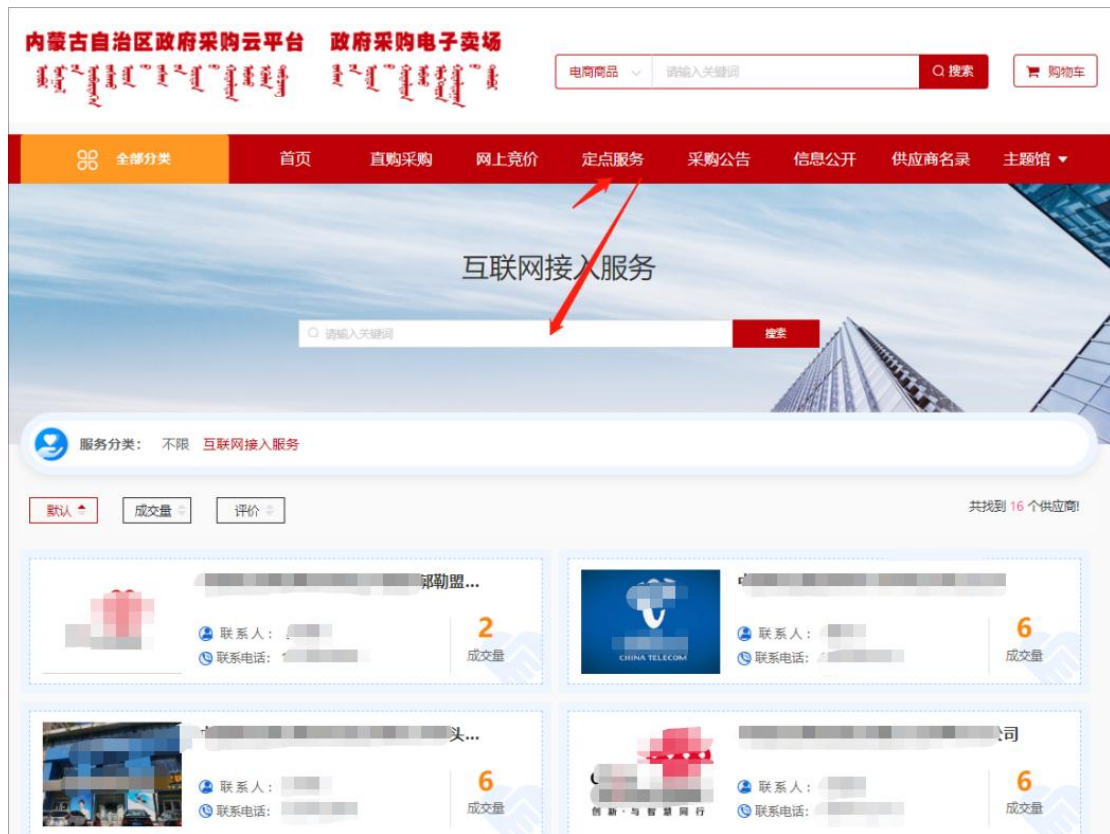 内蒙古自治区政府采购云平台 政府采购电子卖场
电商商品 请输入关键词 搜索 购物车
全部分类 首页 直购采购 网上竞价 定点服务 采购公告 信息公开 供应商名录 主题馆
互联网接入服务
请输入关键词 搜索
服务分类： 不限 互联网接入服务
默认 成交量 评价 共找到 16 个供应商!
郭勒盟...
联系人： 2
联系电话： 成交量
CHINA TELECOM
联系人： 6
联系电话： 成交量
头...
联系人： 6
联系电话： 成交量
公司
创新·与智慧同行
联系人： 6
联系电话： 成交量